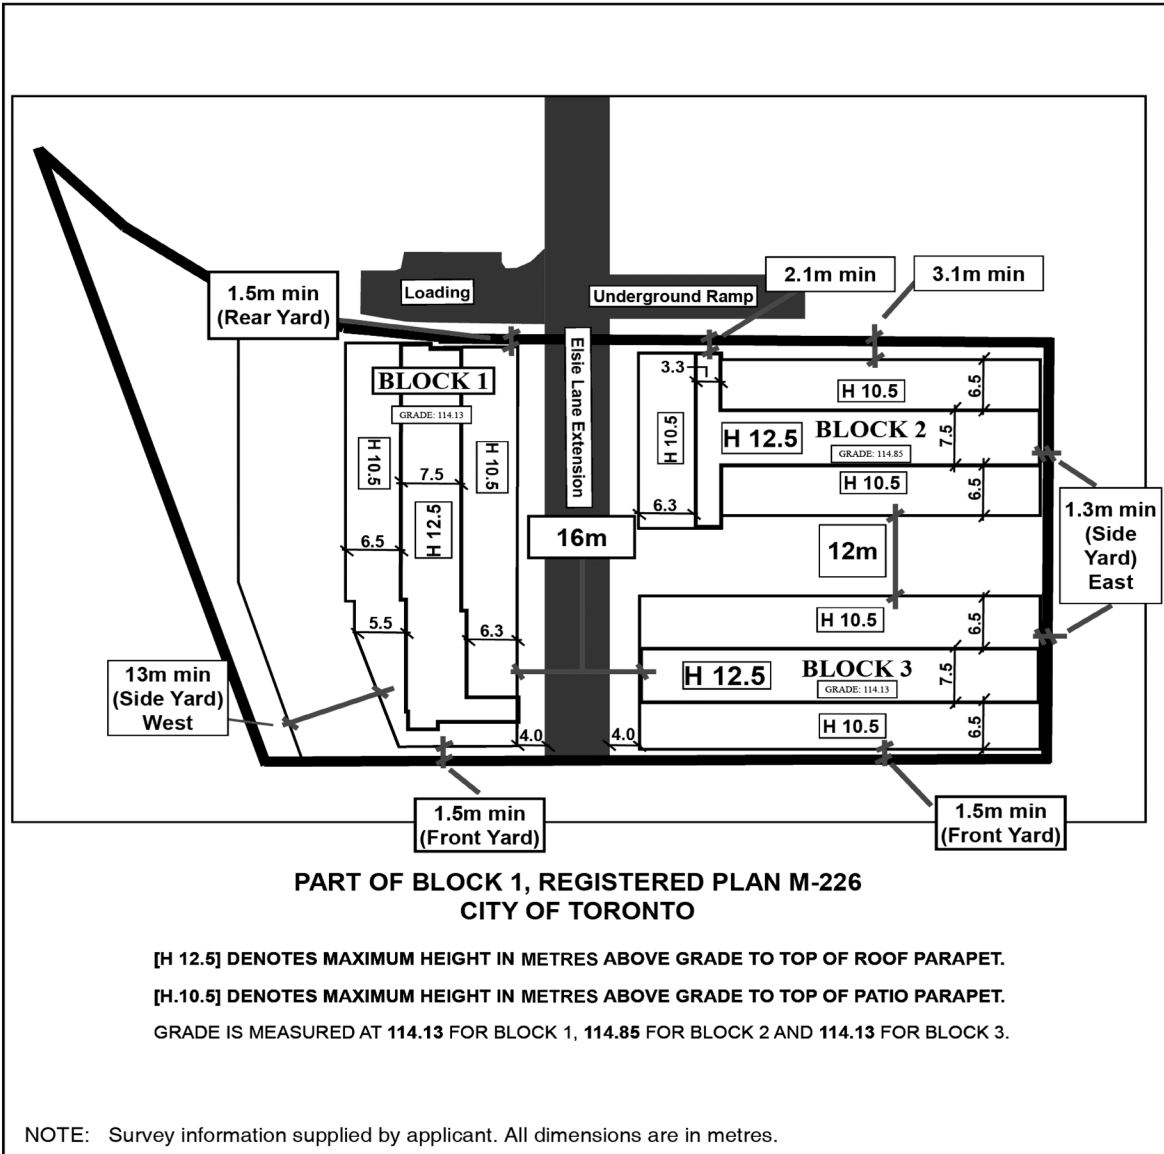 2.1m min
3.1m min
1.5m min
(Rear Yard)
Loading
Underground Ramp
Elsie Lane Extension
BLOCK 1
GRADE: 114.13
H 10.5
H 10.5
7.5
H 12.5
6.5
5.5
6.3
3.3
H 10.5
6.3
H 10.5
6.5
H 12.5
BLOCK 2
GRADE: 114.85
7.5
H 10.5
6.5
16m
12m
1.3m min
(Side
Yard)
East
H 10.5
6.5
H 12.5
BLOCK 3
GRADE: 114.13
7.5
H 10.5
6.5
13m min
(Side Yard)
West
4.0
4.0
1.5m min
(Front Yard)
1.5m min
(Front Yard)
PART OF BLOCK 1, REGISTERED PLAN M-226
CITY OF TORONTO
[H 12.5] DENOTES MAXIMUM HEIGHT IN METRES ABOVE GRADE TO TOP OF ROOF PARAPET.
[H.10.5] DENOTES MAXIMUM HEIGHT IN METRES ABOVE GRADE TO TOP OF PATIO PARAPET.
GRADE IS MEASURED AT 114.13 FOR BLOCK 1, 114.85 FOR BLOCK 2 AND 114.13 FOR BLOCK 3.
NOTE: Survey information supplied by applicant. All dimensions are in metres.